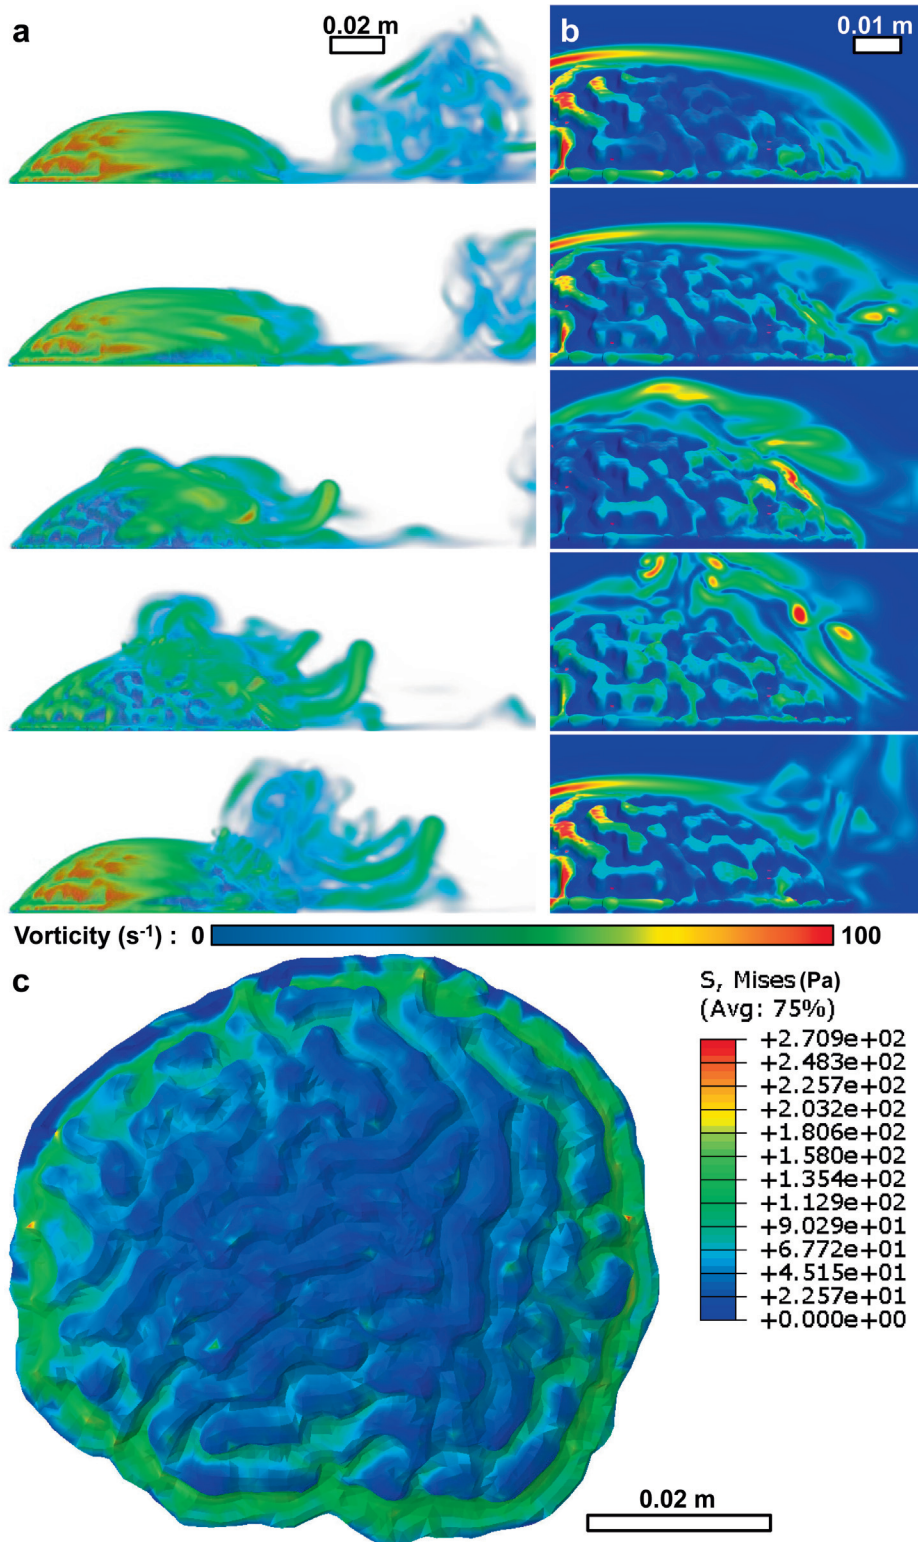 a
0.02 m
b
0.01 m
Vorticity (s⁻¹) : 0
100
c
S, Mises (Pa)
(Avg: 75%)
+2.709e+02
+2.483e+02
+2.257e+02
+2.032e+02
+1.806e+02
+1.580e+02
+1.354e+02
+1.129e+02
+9.029e+01
+6.772e+01
+4.515e+01
+2.257e+01
+0.000e+00
0.02 m